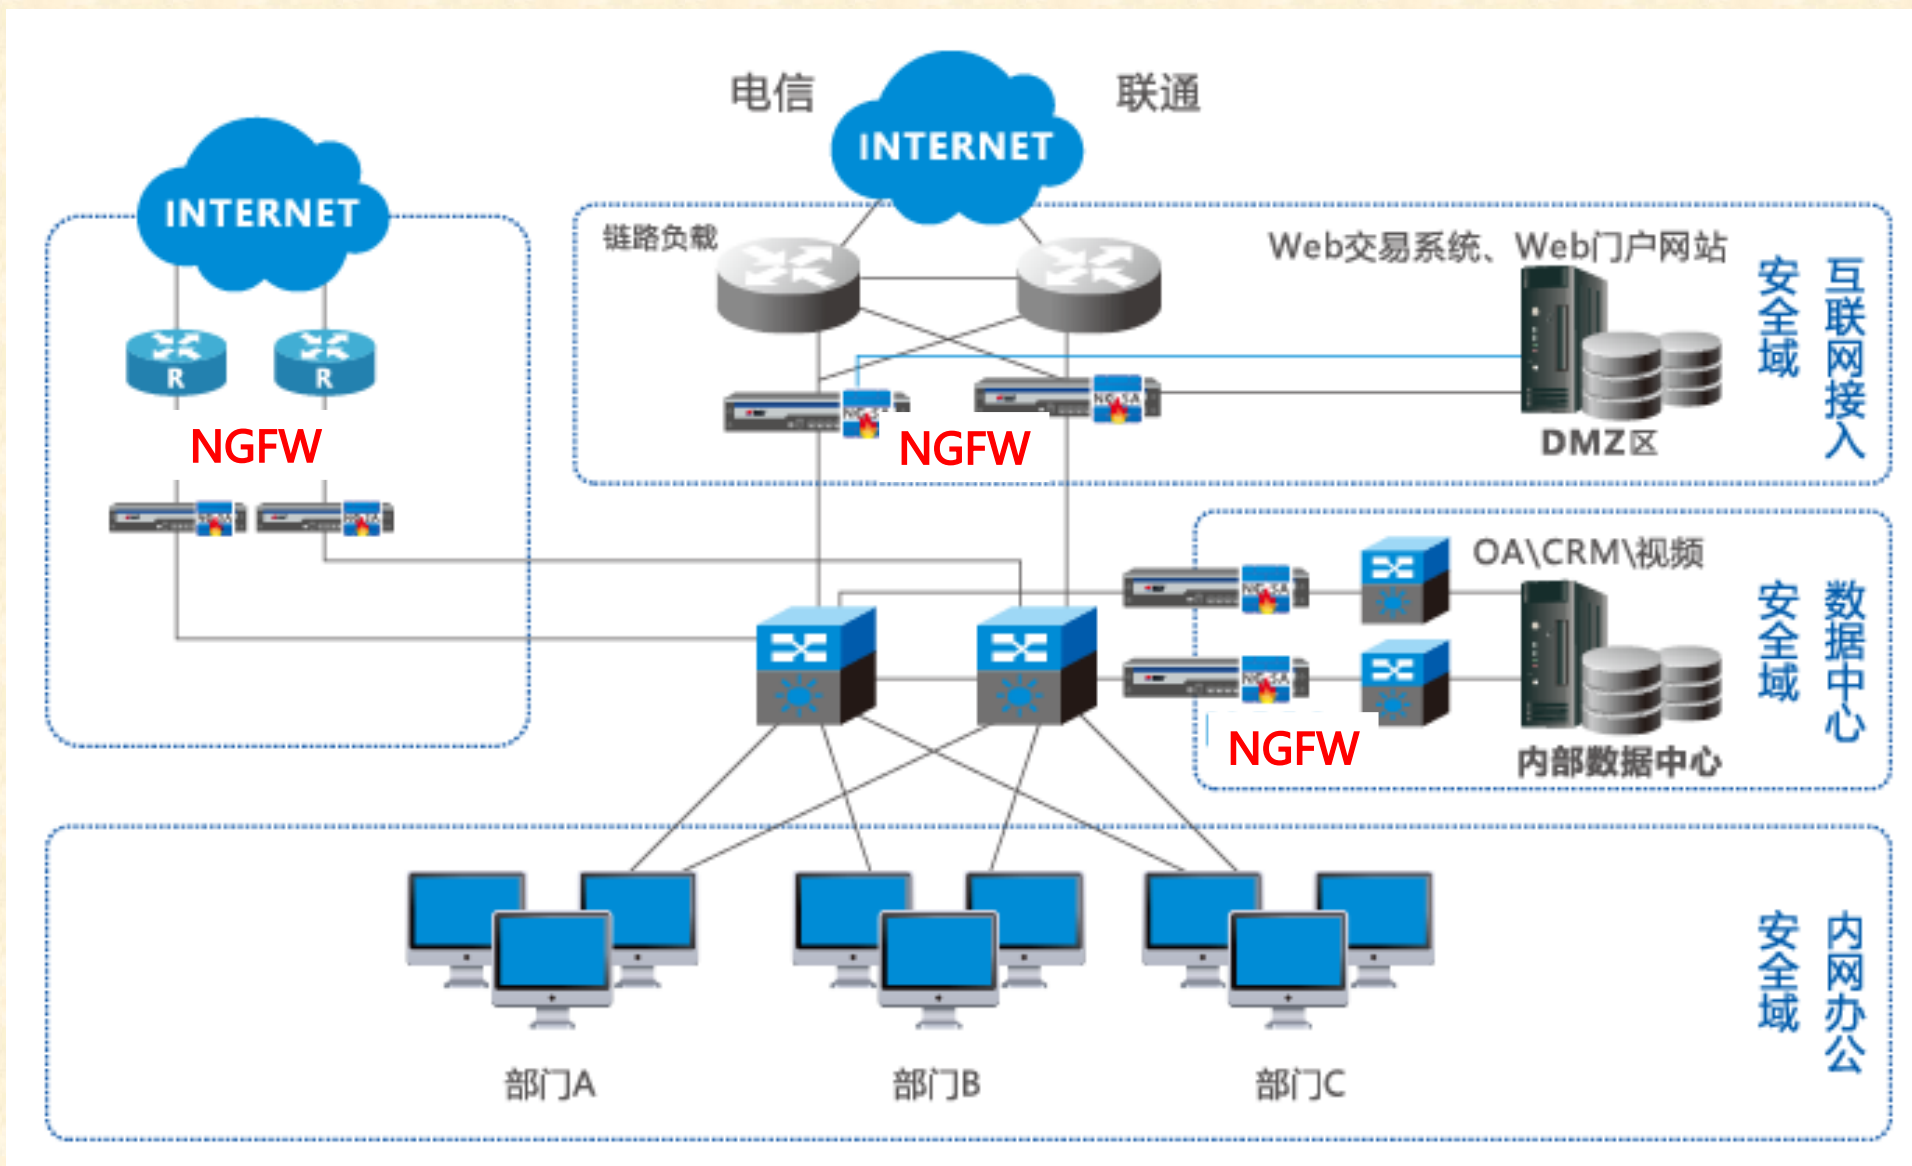 电信
联通
INTERNET
INTERNET
链路负载
Web交易系统、Web门户网站
互联网接入
安全域
R
R
NGFW
NGFW
DMZ区
OA\CRM\视频
数据中心
安全域
NGFW
内部数据中心
内网办公
安全域
部门A
部门B
部门C